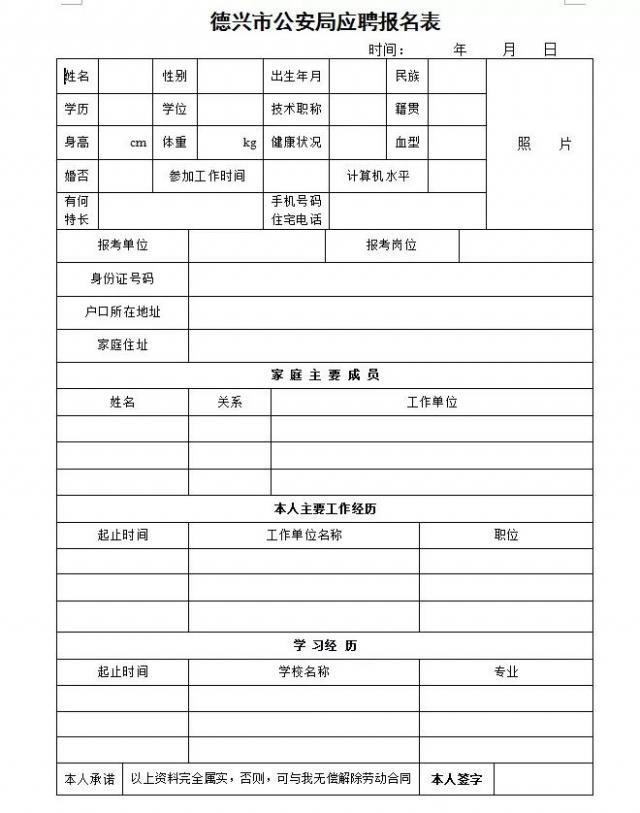 德兴市公安局应聘报名表
时间： 年 月 日
姓名 性别 出生年月 民族
学历 学位 技术职称 籍贯
身高 cm 体重 kg 健康状况 血型 照 片
婚否 参加工作时间 计算机水平
有何 手机号码
特长 住宅电话
报考单位 报考岗位
身份证号码
户口所在地址
家庭住址
家庭主要成员
姓名 关系 工作单位
本人主要工作经历
起止时间 工作单位名称 职位
学习经历
起止时间 学校名称 专业
本人承诺 以上资料完全属实，否则，可与我无偿解除劳动合同 本人签字